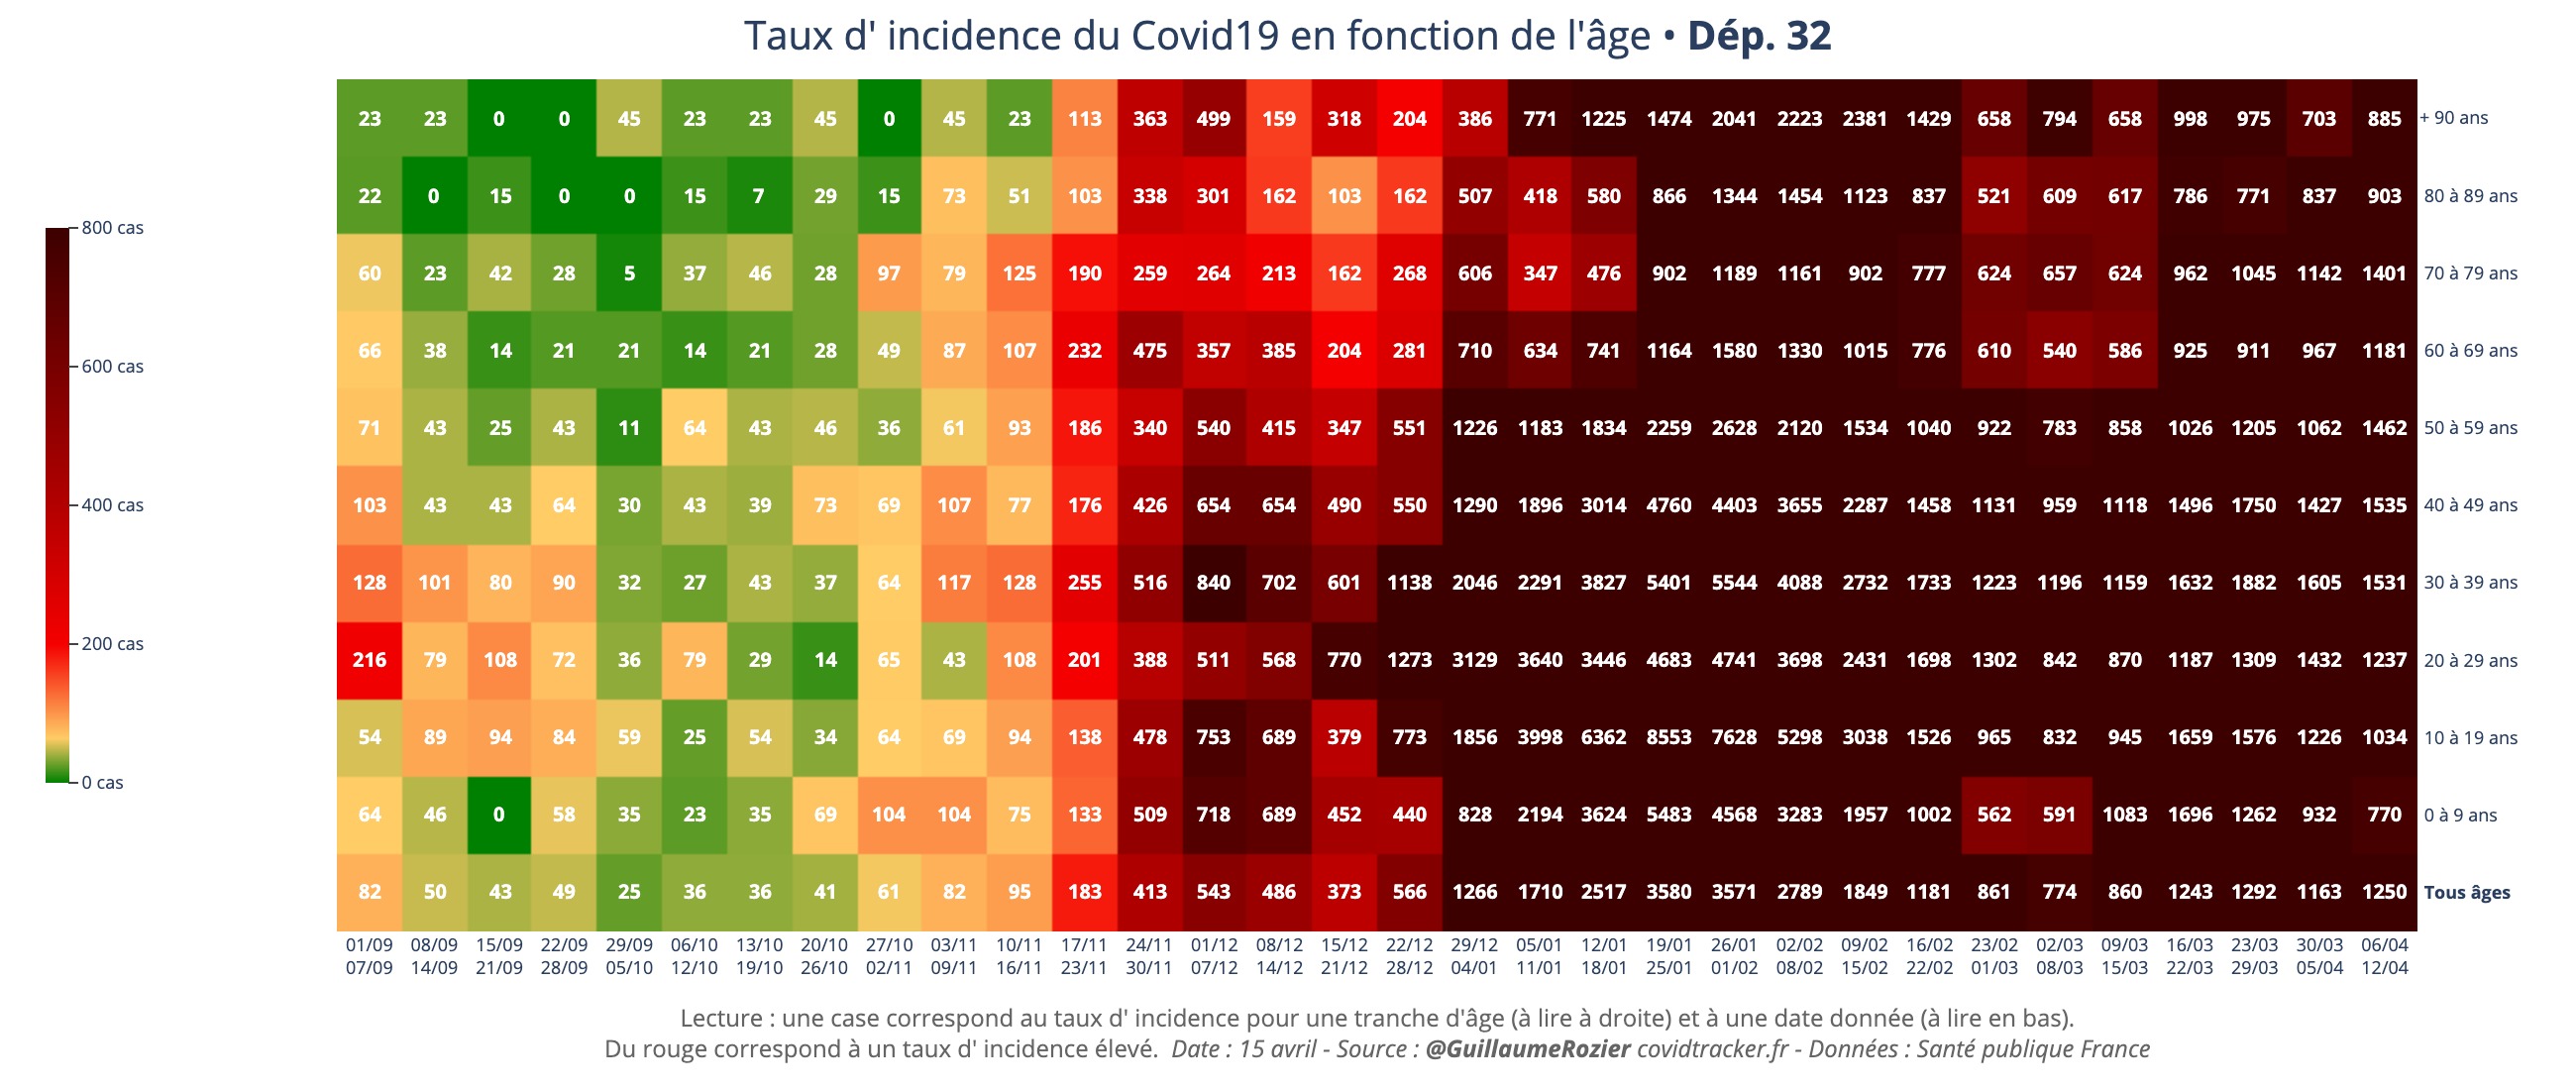 Taux d' incidence du Covid19 en fonction de l'âge • Dép. 32
23 23 0 0 45 23 23 45 0 45 23 113 363 499 159 318 204 386 771 1225 1474 2041 2223 2381 1429 658 794 658 998 975 703 885 + 90 ans
22 0 15 0 0 15 7 29 15 73 51 103 338 301 162 103 162 507 418 580 866 1344 1454 1123 837 521 609 617 786 771 837 903 80 à 89 ans
800 cas
60 23 42 28 5 37 46 28 97 79 125 190 259 264 213 162 268 606 347 476 902 1189 1161 902 777 624 657 624 962 1045 1142 1401 70 à 79 ans
66 38 14 21 21 14 21 28 49 87 107 232 475 357 385 204 281 710 634 741 1164 1580 1330 1015 776 610 540 586 925 911 967 1181 60 à 69 ans
600 cas
71 43 25 43 11 64 43 46 36 61 93 186 340 540 415 347 551 1226 1183 1834 2259 2628 2120 1534 1040 922 783 858 1026 1205 1062 1462 50 à 59 ans
400 cas
103 43 43 64 30 43 39 73 69 107 77 176 426 654 654 490 550 1290 1896 3014 4760 4403 3655 2287 1458 1131 959 1118 1496 1750 1427 1535 40 à 49 ans
128 101 80 90 32 27 43 37 64 117 128 255 516 840 702 601 1138 2046 2291 3827 5401 5544 4088 2732 1733 1223 1196 1159 1632 1882 1605 1531 30 à 39 ans
200 cas
216 79 108 72 36 79 29 14 65 43 108 201 388 511 568 770 1273 3129 3640 3446 4683 4741 3698 2431 1698 1302 842 870 1187 1309 1432 1237 20 à 29 ans
54 89 94 84 59 25 54 34 64 69 94 138 478 753 689 379 773 1856 3998 6362 8553 7628 5298 3038 1526 965 832 945 1659 1576 1226 1034 10 à 19 ans
0 cas
64 46 0 58 35 23 35 69 104 104 75 133 509 718 689 452 440 828 2194 3624 5483 4568 3283 1957 1002 562 591 1083 1696 1262 932 770 0 à 9 ans
82 50 43 49 25 36 36 41 61 82 95 183 413 543 486 373 566 1266 1710 2517 3580 3571 2789 1849 1181 861 774 860 1243 1292 1163 1250 Tous âges
01/09 08/09 15/09 22/09 29/09 06/10 13/10 20/10 27/10 03/11 10/11 17/11 24/11 01/12 08/12 15/12 22/12 29/12 05/01 12/01 19/01 26/01 02/02 09/02 16/02 23/02 02/03 09/03 16/03 23/03 30/03 06/04
07/09 14/09 21/09 28/09 05/10 12/10 19/10 26/10 02/11 09/11 16/11 23/11 30/11 07/12 14/12 21/12 28/12 04/01 11/01 18/01 25/01 01/02 08/02 15/02 22/02 01/03 08/03 15/03 22/03 29/03 05/04 12/04
Lecture : une case correspond au taux d' incidence pour une tranche d'âge (à lire à droite) et à une date donnée (à lire en bas).
Du rouge correspond à un taux d' incidence élevé. Date : 15 avril - Source : @GuillaumeRozier covidtracker.fr - Données : Santé publique France